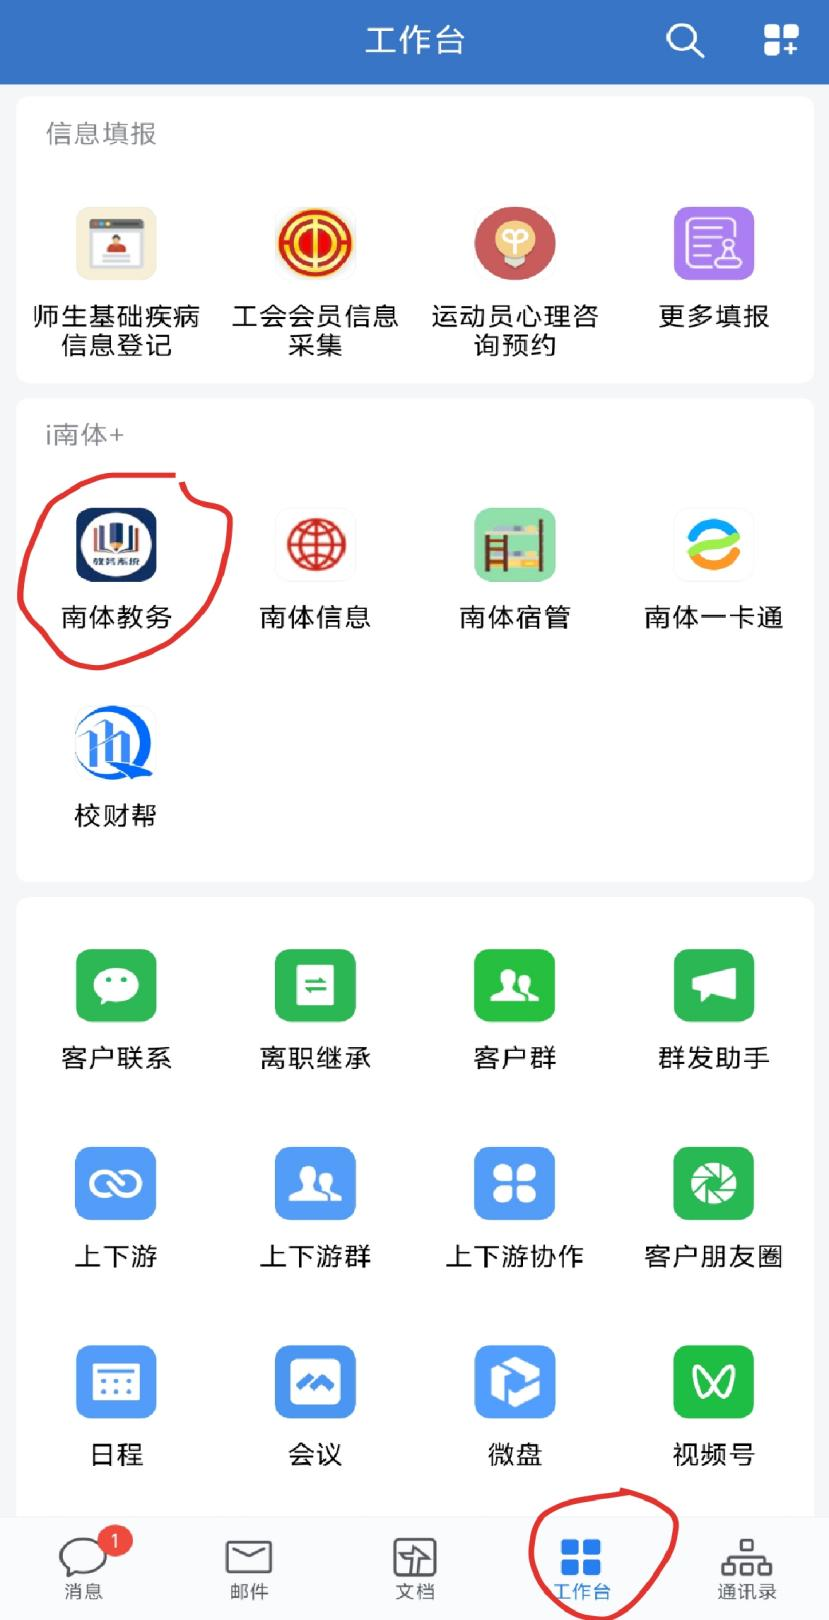 工作台
信息填报
师生基础疾病
信息登记
工会会员信息
采集
运动员心理咨
询预约
更多填报
i南体+
教务系统
南体教务
南体信息
南体宿管
南体一卡通
校财帮
客户联系
离职继承
客户群
群发助手
上下游
上下游群
上下游协作
客户朋友圈
日程
会议
微盘
视频号
1
消息
邮件
文档
工作台
通讯录